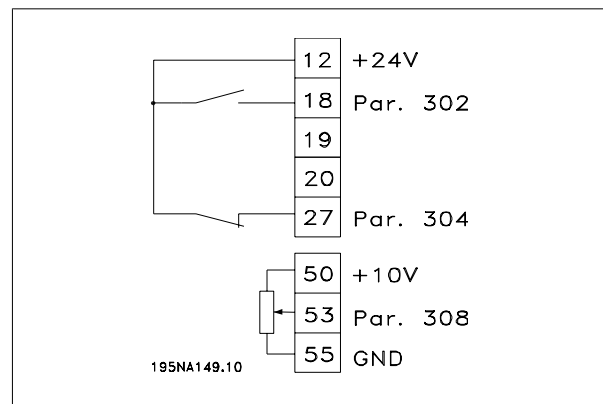 12 +24V
18 Par. 302
19
20
27 Par. 304
50 +10V
53 Par. 308
55 GND
195NA149.10